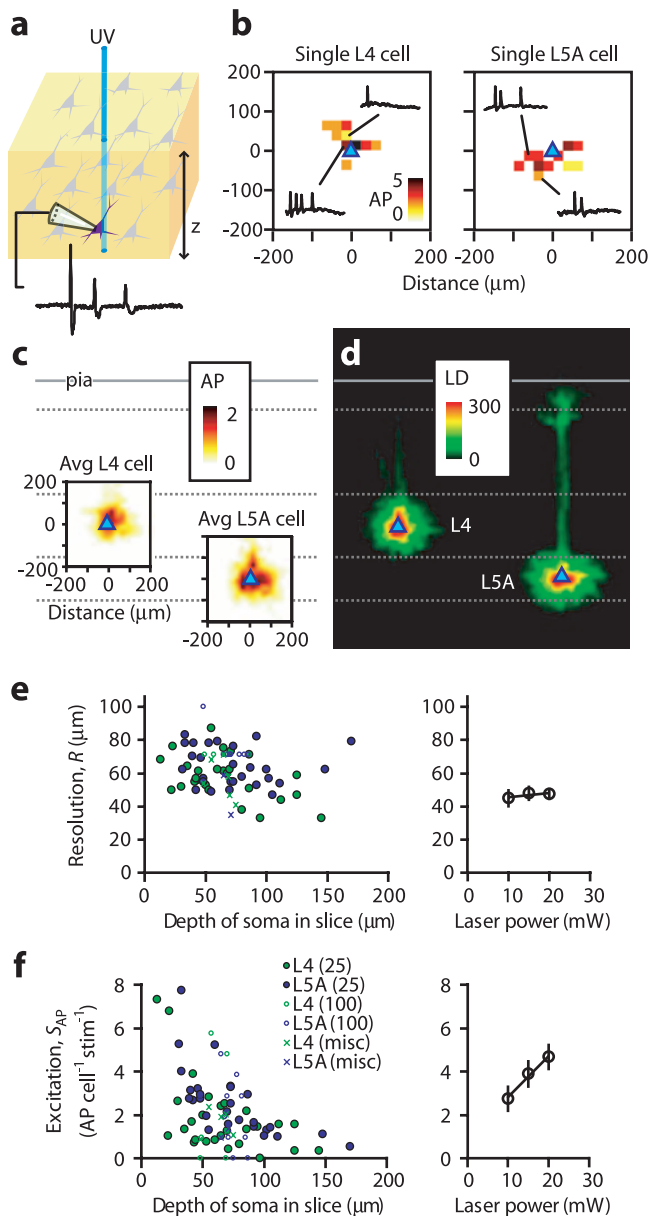 a
UV
z
b
Single L4 cell
Single L5A cell
200
100
0
-100
-200
AP
5
0
-200
0
200
-200
0
200
Distance (μm)
c
pia
AP
2
0
Avg L4 cell
200
0
-200
-200
0
200
Distance (μm)
Avg L5A cell
-200
0
200
d
LD
300
0
L4
L5A
e
Resolution, R (μm)
100
80
60
40
20
0
0
50
100
150
200
Depth of soma in slice (μm)
100
80
60
40
20
0
0
10
20
30
Laser power (mW)
f
Excitation, S_AP
(AP cell⁻¹ stim⁻¹)
8
6
4
2
0
0
50
100
150
200
Depth of soma in slice (μm)
L4 (25)
L5A (25)
L4 (100)
L5A (100)
L4 (misc)
L5A (misc)
8
6
4
2
0
0
10
20
30
Laser power (mW)